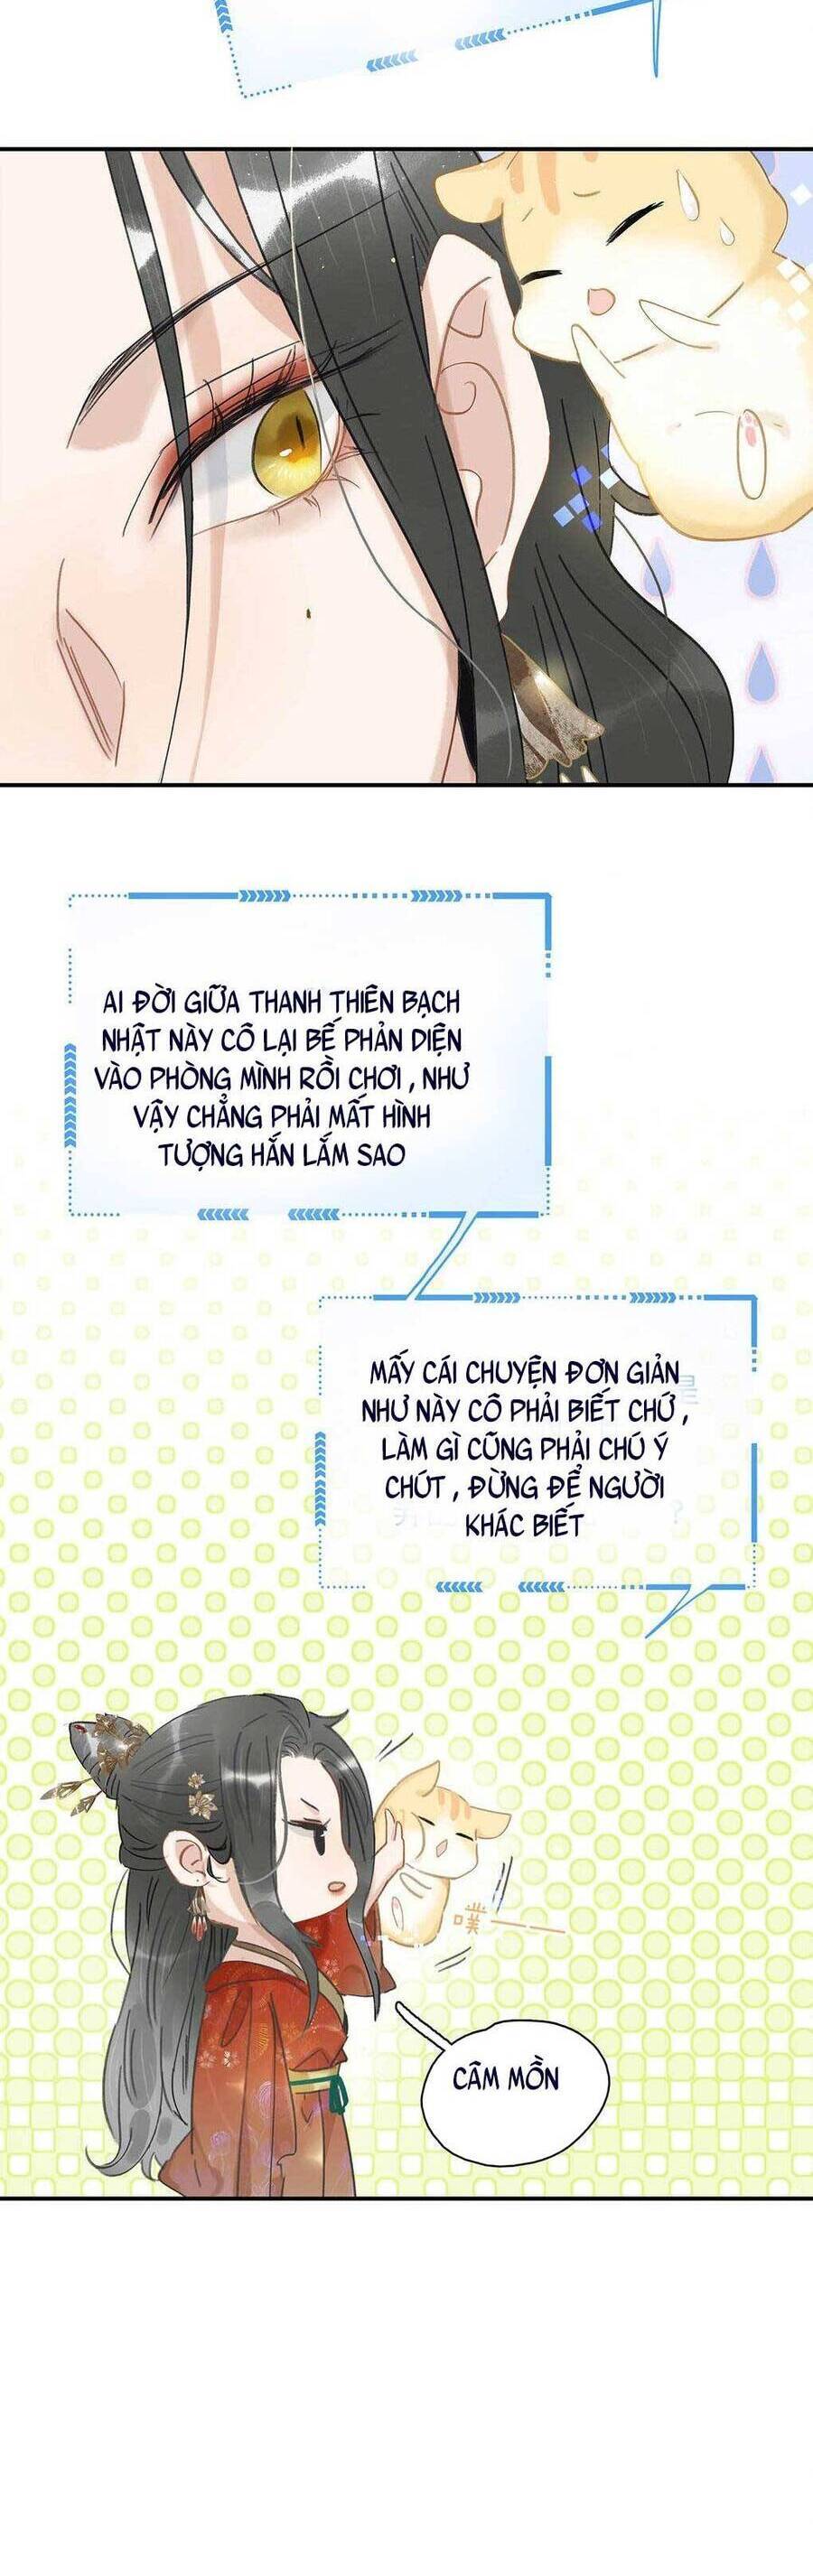 AI ĐỜI GIỮA THANH THIÊN BẠCH
NHẬT NÀY CÔ LẠI BẾ PHẢN DIỆN
VÀO PHÒNG MÌNH RỒI CHƠI , NHƯ
VẬY CHẲNG PHẢI MẤT HÌNH
TƯỢNG HẮN LẮM SAO
MẤY CÁI CHUYỆN ĐƠN GIẢN
NHƯ NÀY CÔ PHẢI BIẾT CHỨ ,
LÀM GÌ CŨNG PHẢI CHÚ Ý
CHÚT , ĐỪNG ĐỂ NGƯỜI
KHÁC BIẾT
噗——
CÂM MỒN